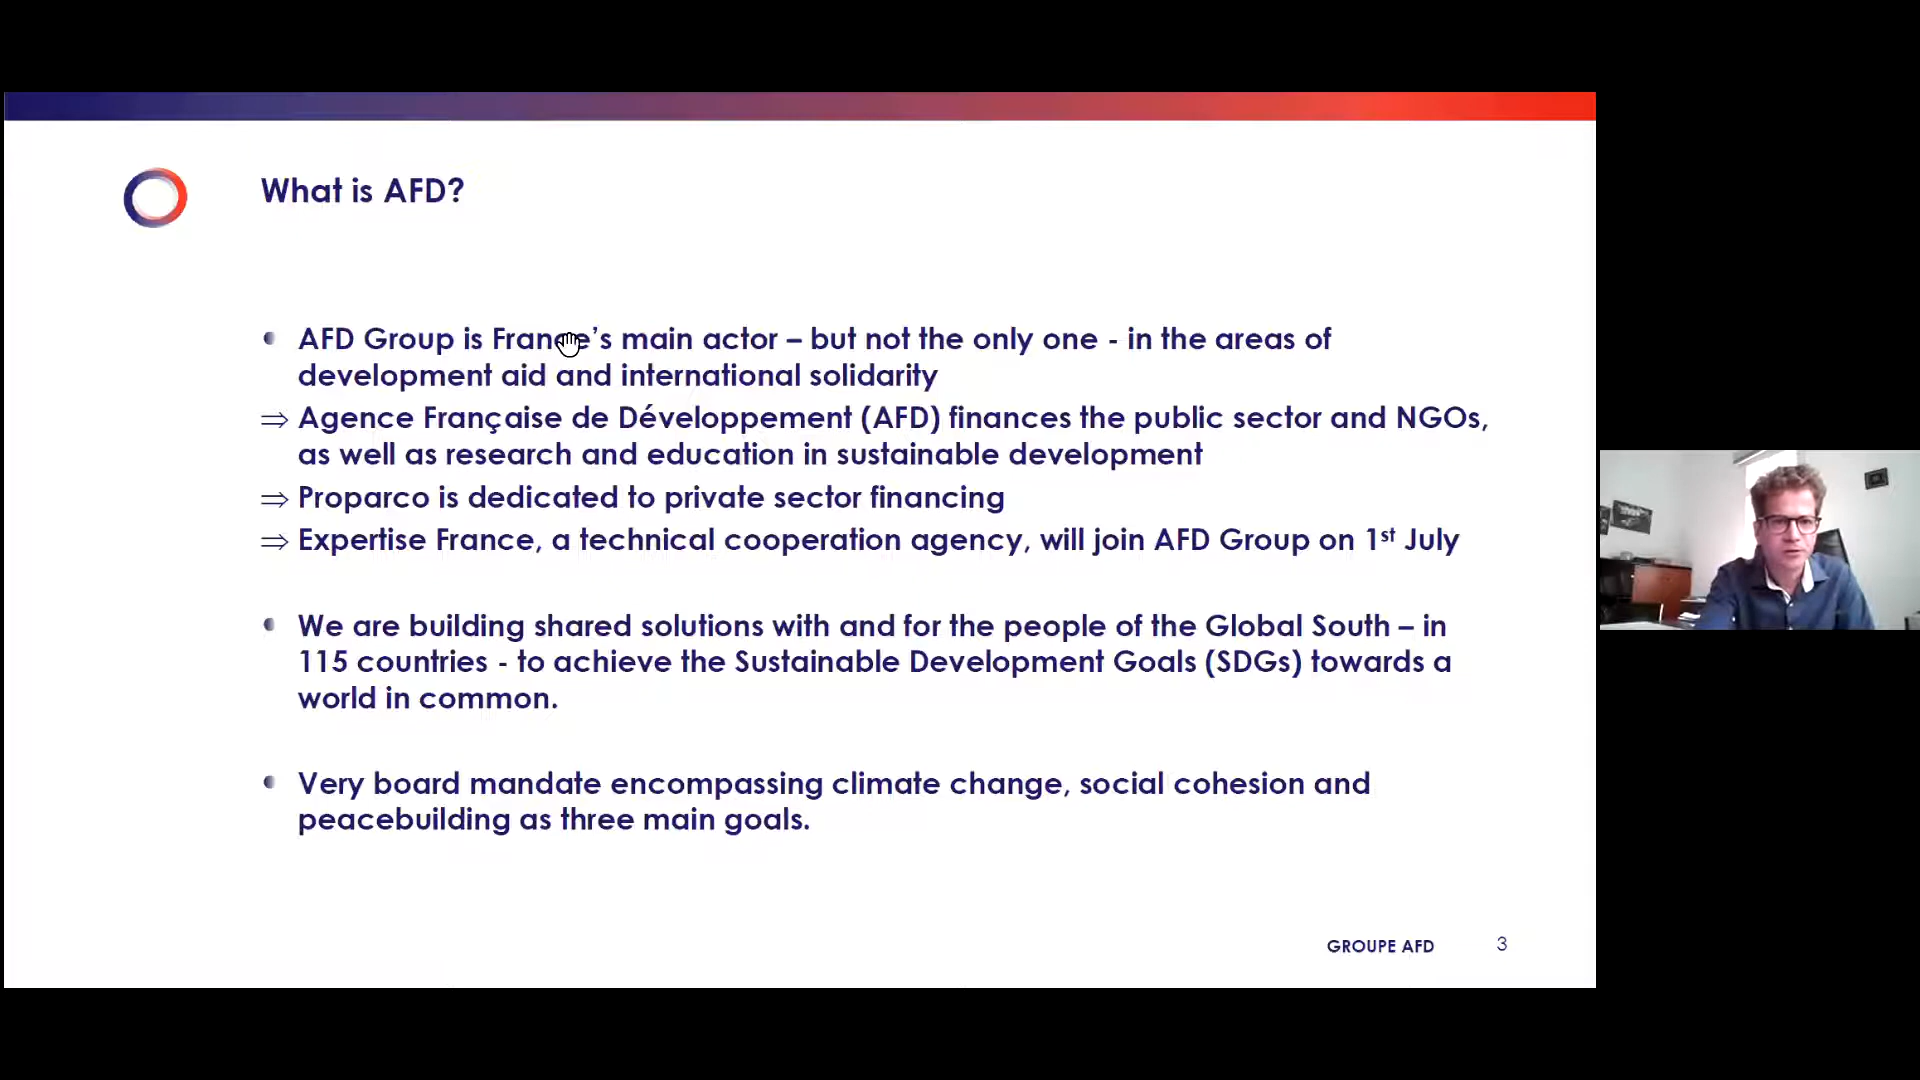 What is AFD?
• AFD Group is France’s main actor – but not the only one - in the areas of
development aid and international solidarity
⇒ Agence Française de Développement (AFD) finances the public sector and NGOs,
as well as research and education in sustainable development
⇒ Proparco is dedicated to private sector financing
⇒ Expertise France, a technical cooperation agency, will join AFD Group on 1st July
• We are building shared solutions with and for the people of the Global South – in
115 countries - to achieve the Sustainable Development Goals (SDGs) towards a
world in common.
• Very board mandate encompassing climate change, social cohesion and
peacebuilding as three main goals.
GROUPE AFD 3